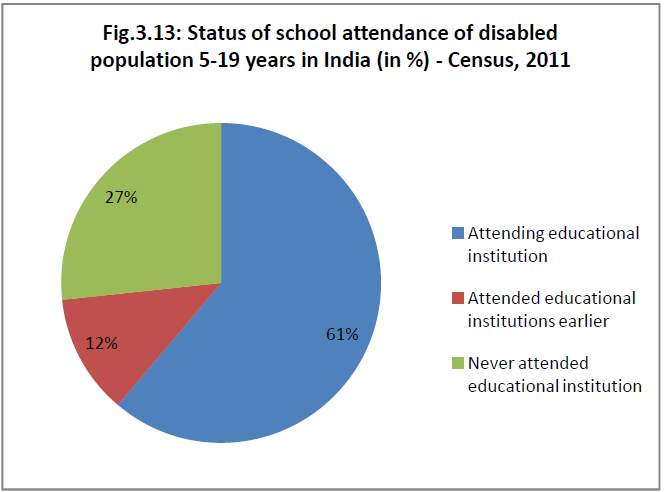 Fig.3.13: Status of school attendance of disabled
population 5-19 years in India (in %) - Census, 2011
27%
12%
61%
Attending educational
institution
Attended educational
institutions earlier
Never attended
educational institution